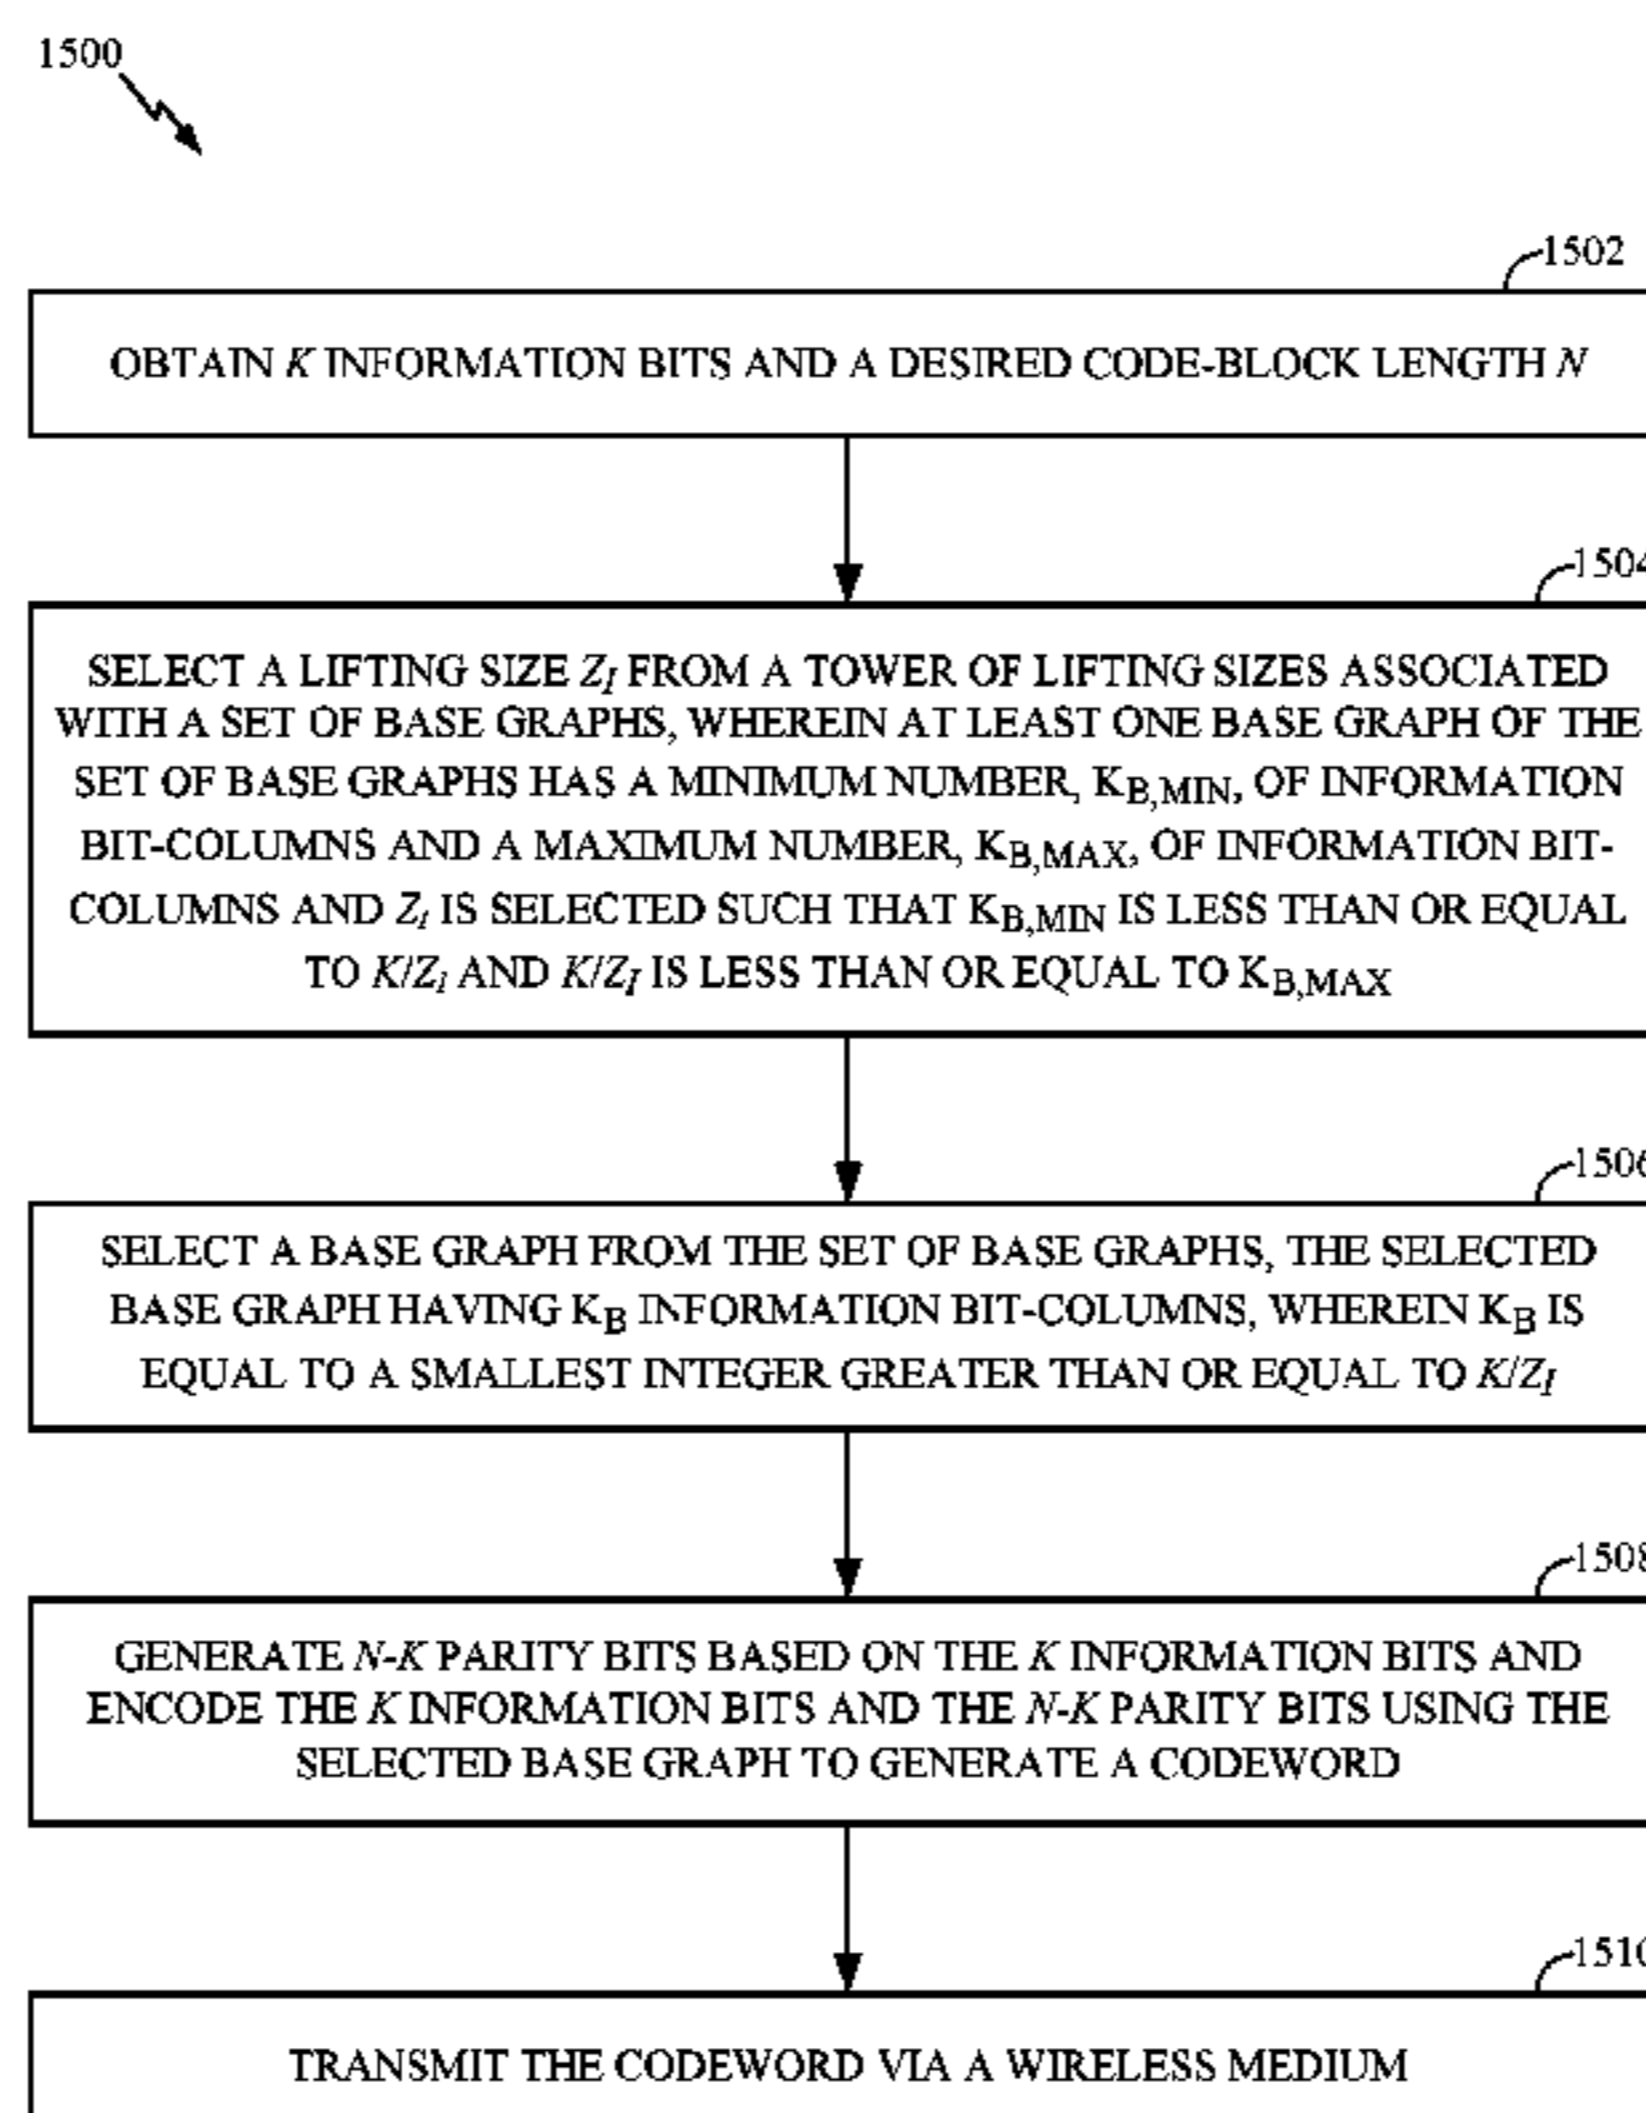 1500
1502
OBTAIN K INFORMATION BITS AND A DESIRED CODE-BLOCK LENGTH N
1504
SELECT A LIFTING SIZE ZI FROM A TOWER OF LIFTING SIZES ASSOCIATED
WITH A SET OF BASE GRAPHS, WHEREIN AT LEAST ONE BASE GRAPH OF THE
SET OF BASE GRAPHS HAS A MINIMUM NUMBER, KB,MIN, OF INFORMATION
BIT-COLUMNS AND A MAXIMUM NUMBER, KB,MAX, OF INFORMATION BIT-
COLUMNS AND ZI IS SELECTED SUCH THAT KB,MIN IS LESS THAN OR EQUAL
TO K/ZI AND K/ZI IS LESS THAN OR EQUAL TO KB,MAX
1506
SELECT A BASE GRAPH FROM THE SET OF BASE GRAPHS, THE SELECTED
BASE GRAPH HAVING KB INFORMATION BIT-COLUMNS, WHEREIN KB IS
EQUAL TO A SMALLEST INTEGER GREATER THAN OR EQUAL TO K/ZI
1508
GENERATE N-K PARITY BITS BASED ON THE K INFORMATION BITS AND
ENCODE THE K INFORMATION BITS AND THE N-K PARITY BITS USING THE
SELECTED BASE GRAPH TO GENERATE A CODEWORD
1510
TRANSMIT THE CODEWORD VIA A WIRELESS MEDIUM